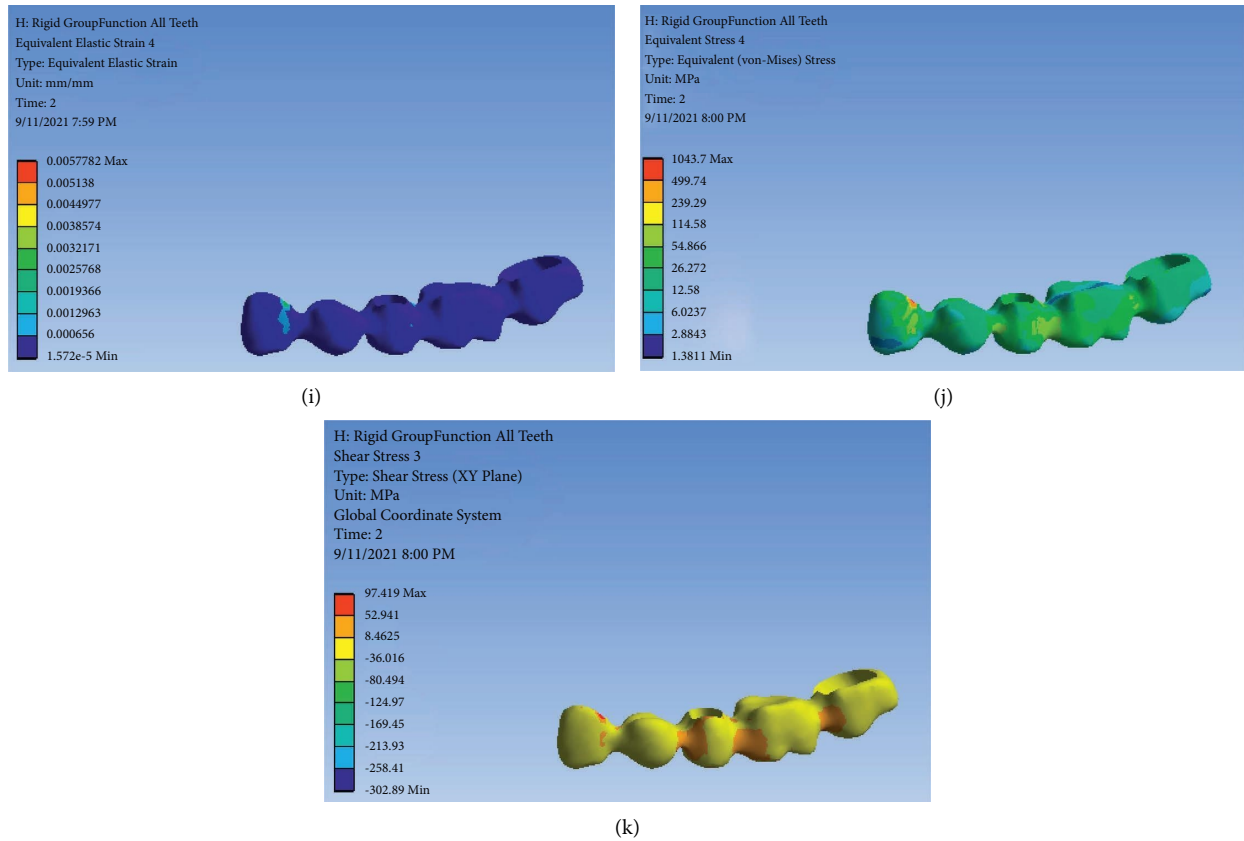 H: Rigid GroupFunction All Teeth
Equivalent Elastic Strain 4
Type: Equivalent Elastic Strain
Unit: mm/mm
Time: 2
9/11/2021 7:59 PM
0.0057782 Max
0.005138
0.0044977
0.0038574
0.0032171
0.0025768
0.0019366
0.0012963
0.000656
1.572e-5 Min
(i)
H: Rigid GroupFunction All Teeth
Equivalent Stress 4
Type: Equivalent (von-Mises) Stress
Unit: MPa
Time: 2
9/11/2021 8:00 PM
1043.7 Max
499.74
239.29
114.58
54.866
26.272
12.58
6.0237
2.8843
1.3811 Min
(j)
H: Rigid GroupFunction All Teeth
Shear Stress 3
Type: Shear Stress (XY Plane)
Unit: MPa
Global Coordinate System
Time: 2
9/11/2021 8:00 PM
97.419 Max
52.941
8.4625
-36.016
-80.494
-124.97
-169.45
-213.93
-258.41
-302.89 Min
(k)